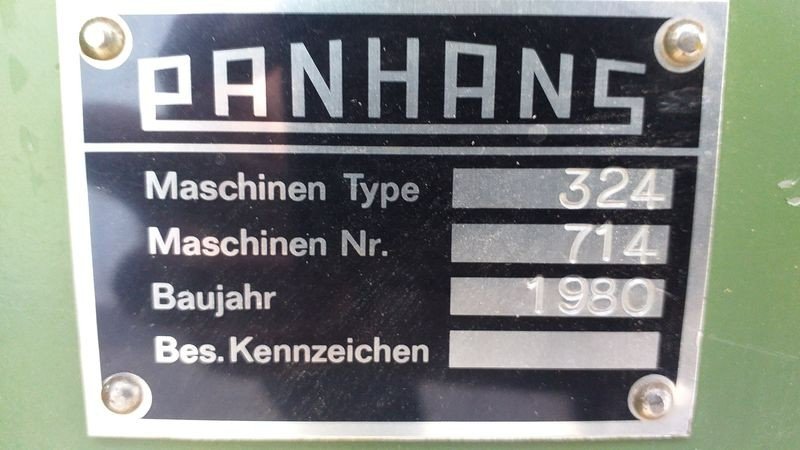 PANHANS
Maschinen Type 324
Maschinen Nr. 714
Baujahr 1980
Bes. Kennzeichen